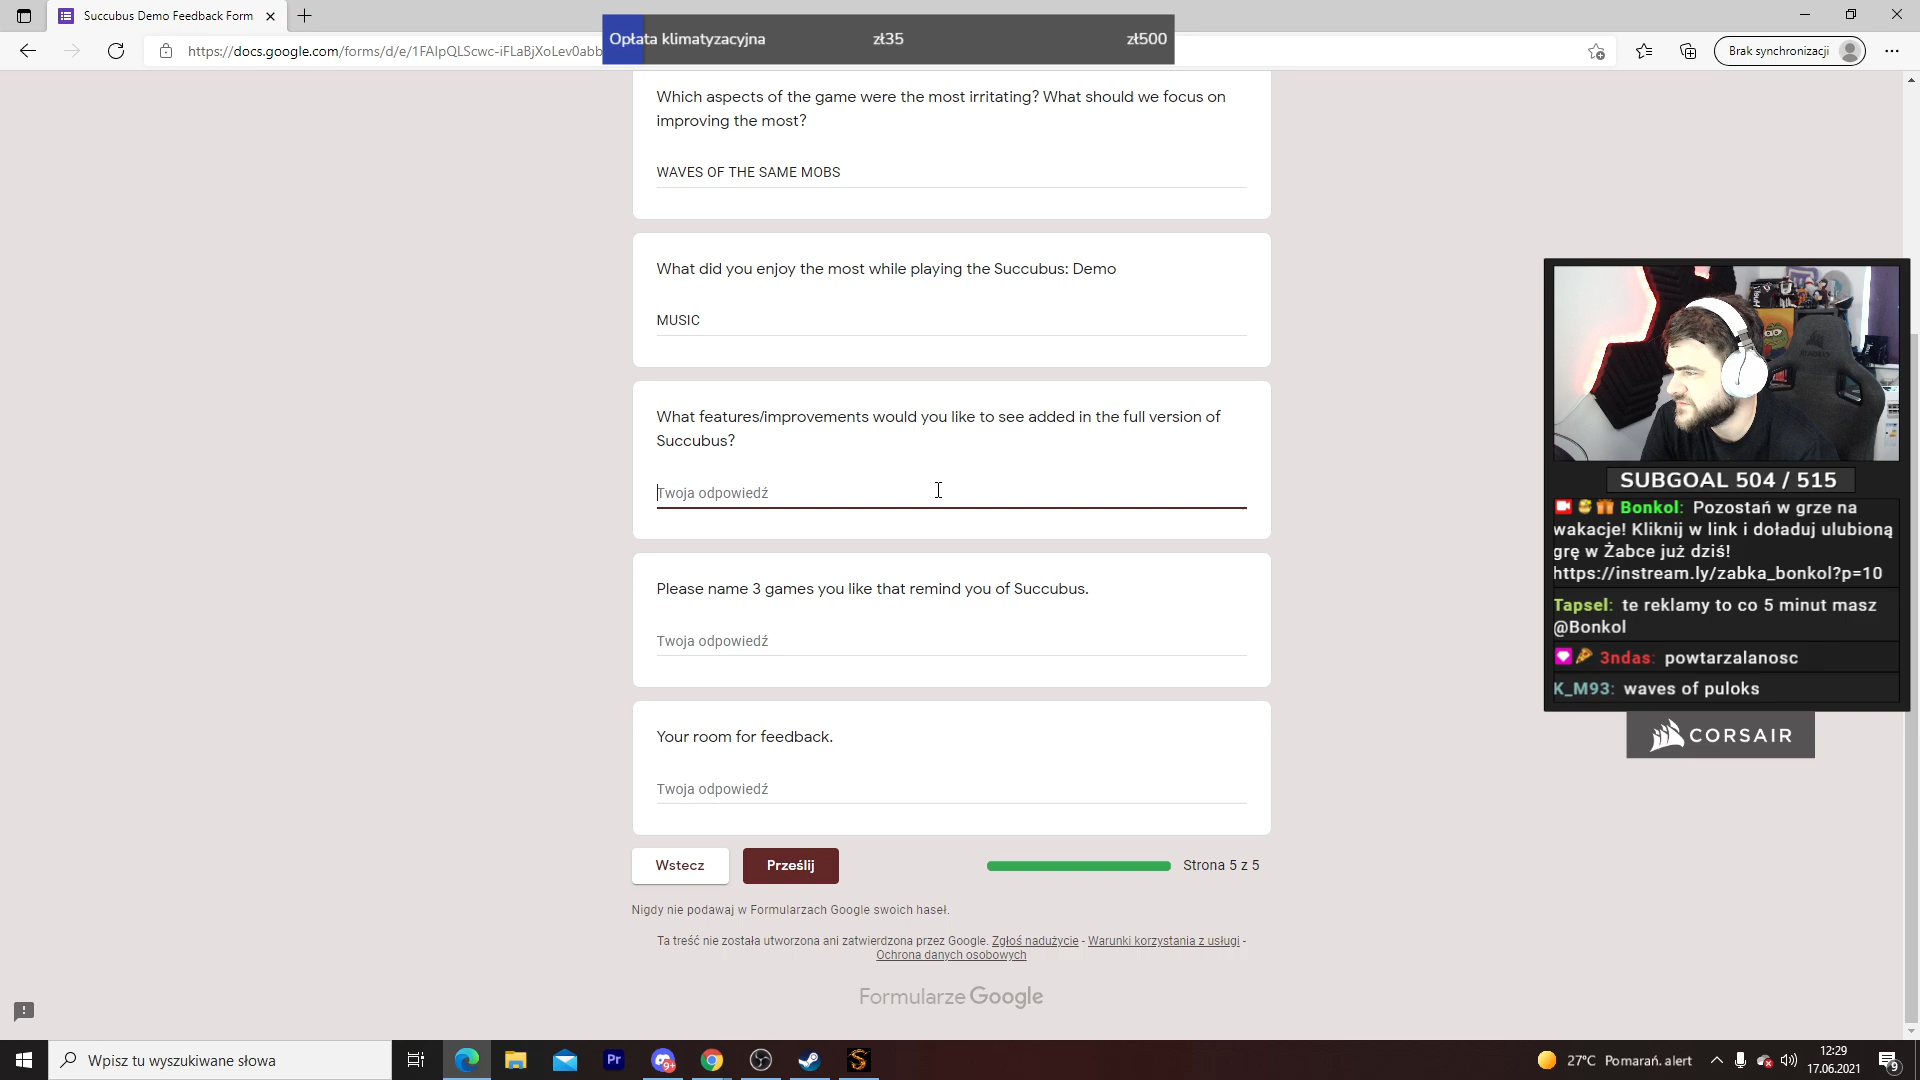 Succubus Demo Feedback Form
https://docs.google.com/forms/d/e/1FAIpQLScwc-iFLaBjXoLev0abb
Opłata klimatyzacyjna zł35 zł500
Brak synchronizacji
Which aspects of the game were the most irritating? What should we focus on
improving the most?
WAVES OF THE SAME MOBS
What did you enjoy the most while playing the Succubus: Demo
MUSIC
What features/improvements would you like to see added in the full version of
Succubus?
Twoja odpowiedź
Please name 3 games you like that remind you of Succubus.
Twoja odpowiedź
Your room for feedback.
Twoja odpowiedź
Wstecz
Prześlij
Strona 5 z 5
Nigdy nie podawaj w Formularzach Google swoich haseł.
Ta treść nie została utworzona ani zatwierdzona przez Google. Zgłoś nadużycie - Warunki korzystania z usługi -
Ochrona danych osobowych
Formularze Google
SUBGOAL 504 / 515
Bonkol: Pozostań w grze na
wakacje! Kliknij w link i doładuj ulubioną
grę w Żabce już dziś!
https://instream.ly/zabka_bonkol?p=10
Tapsel: te reklamy to co 5 minut masz
@Bonkol
3ndas: powtarzalanosc
K_M93: waves of puloks
CORSAIR
Wpisz tu wyszukiwane słowa
Pr
9+
27°C Pomarań. alert
12:29
17.06.2021
9